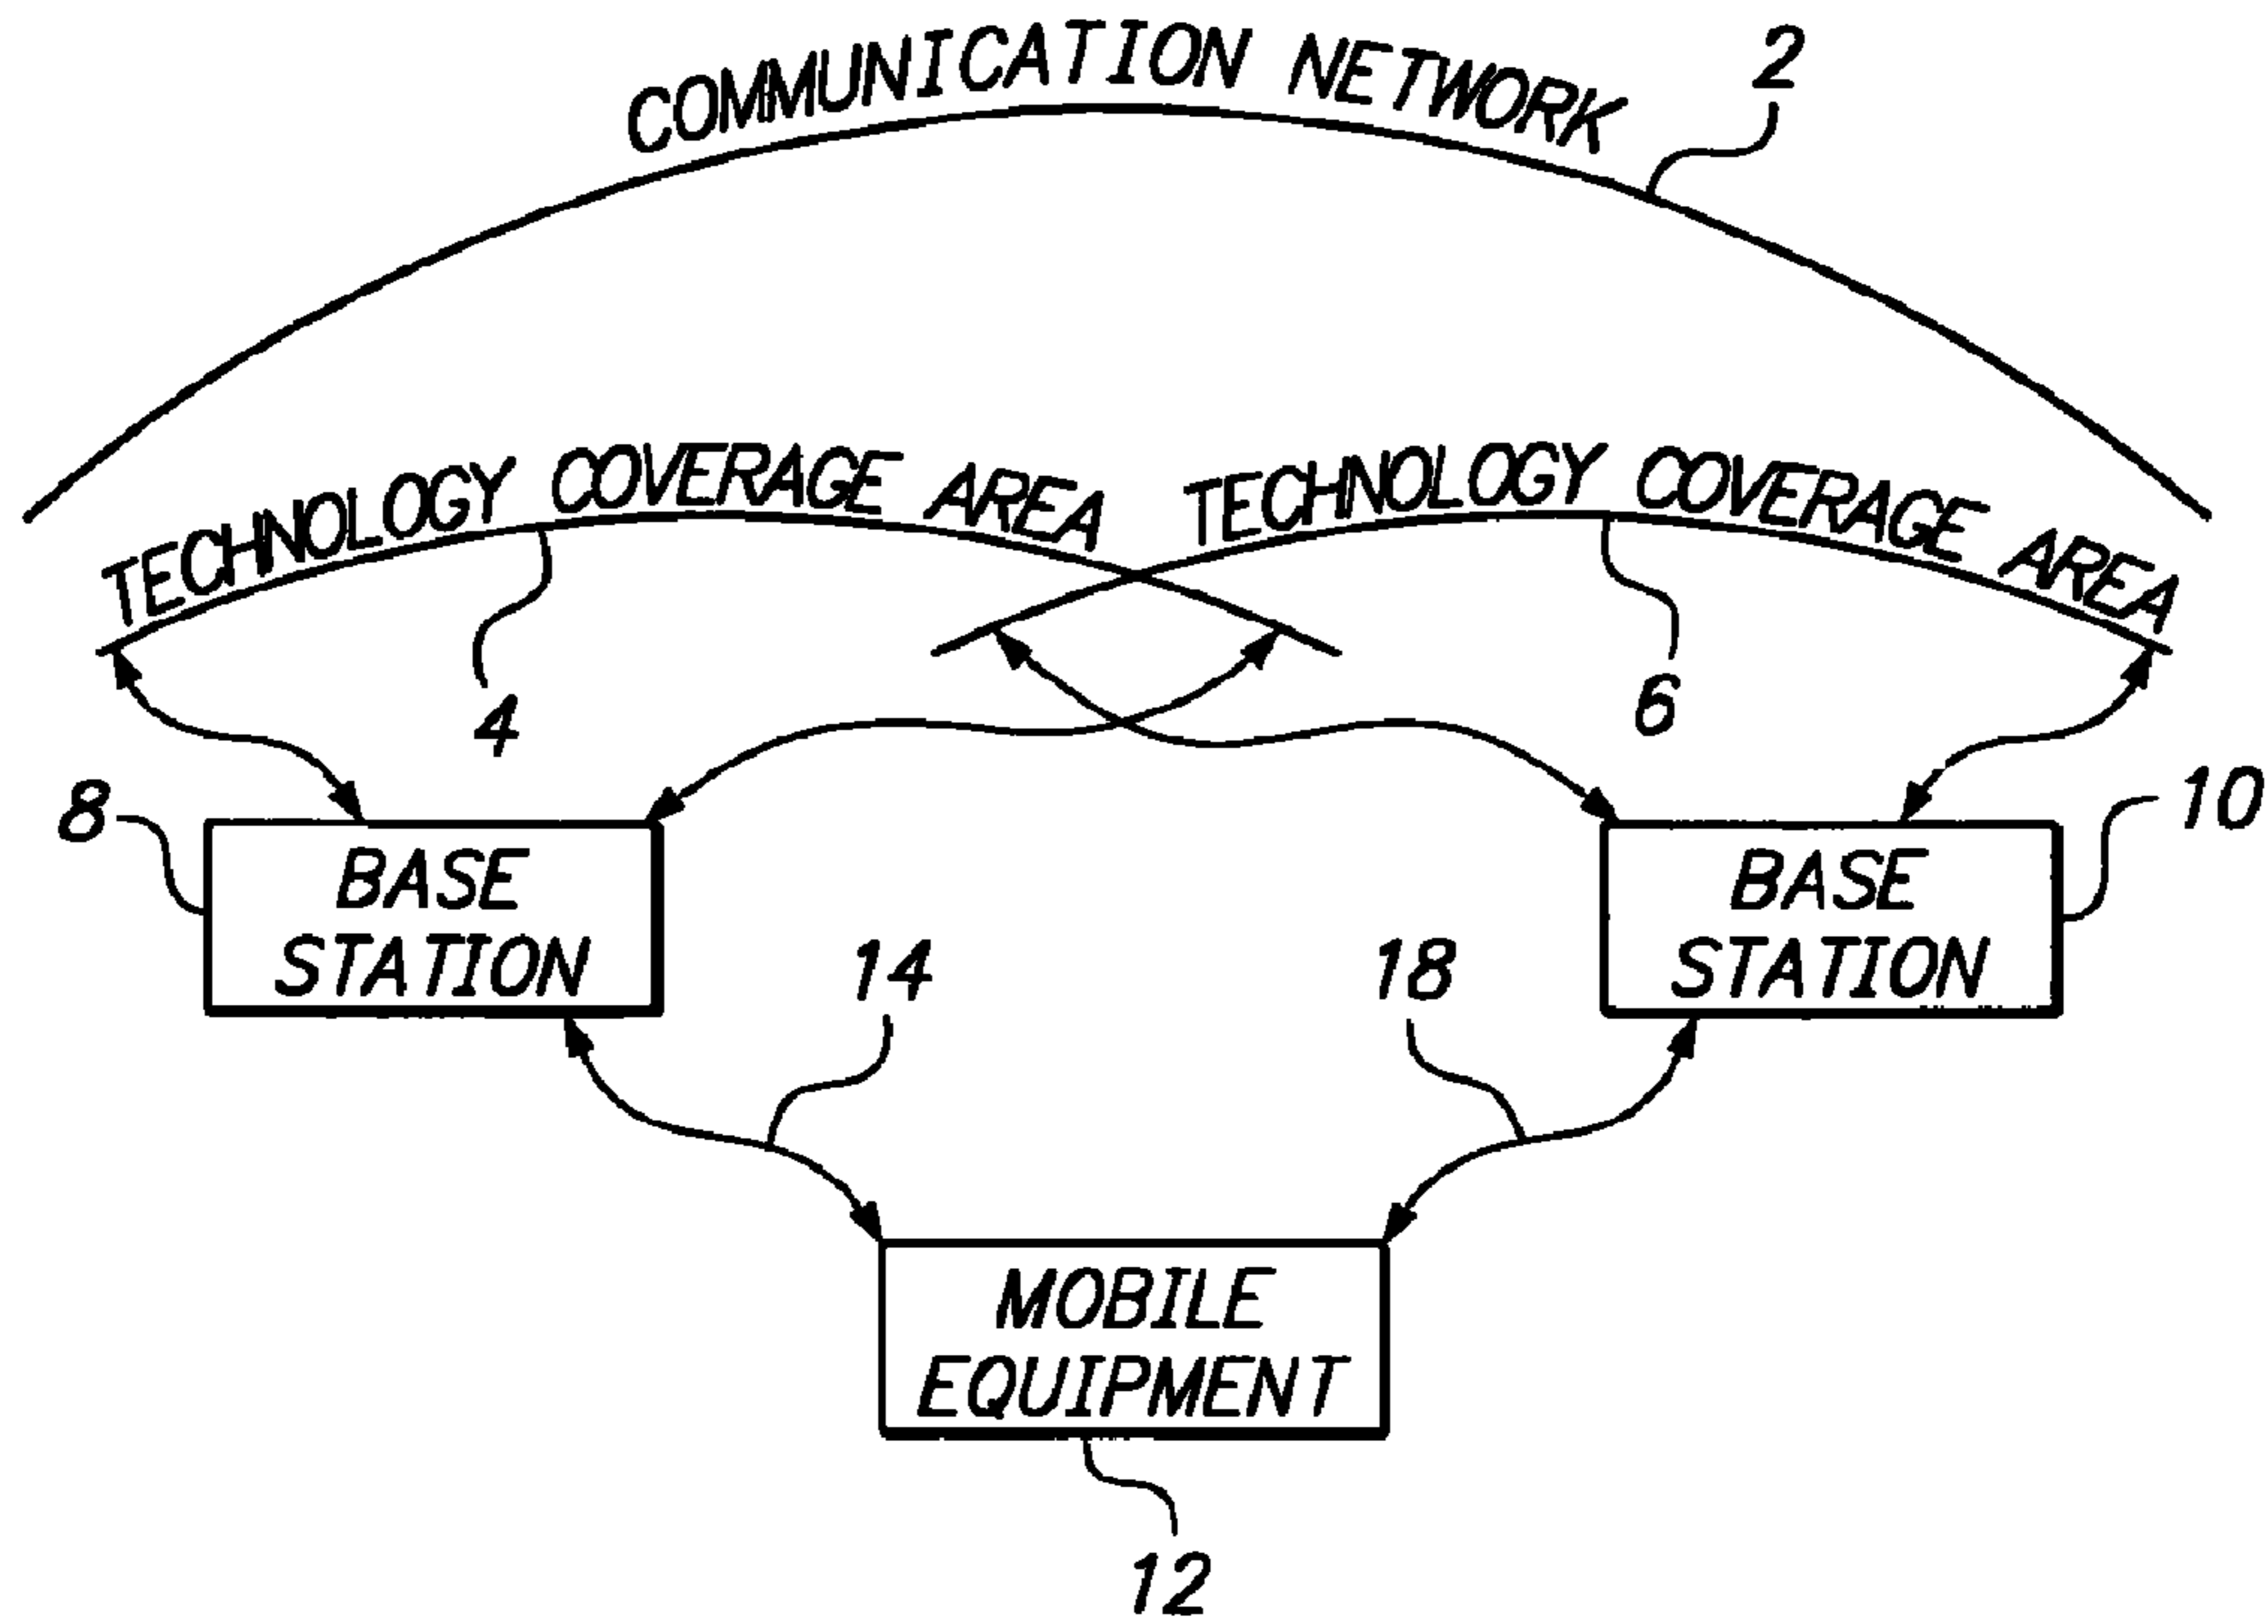 COMMUNICATION NETWORK
2
TECHNOLOGY COVERAGE AREA
TECHNOLOGY COVERAGE AREA
4
6
8
10
BASE
STATION
BASE
STATION
14
18
MOBILE
EQUIPMENT
12